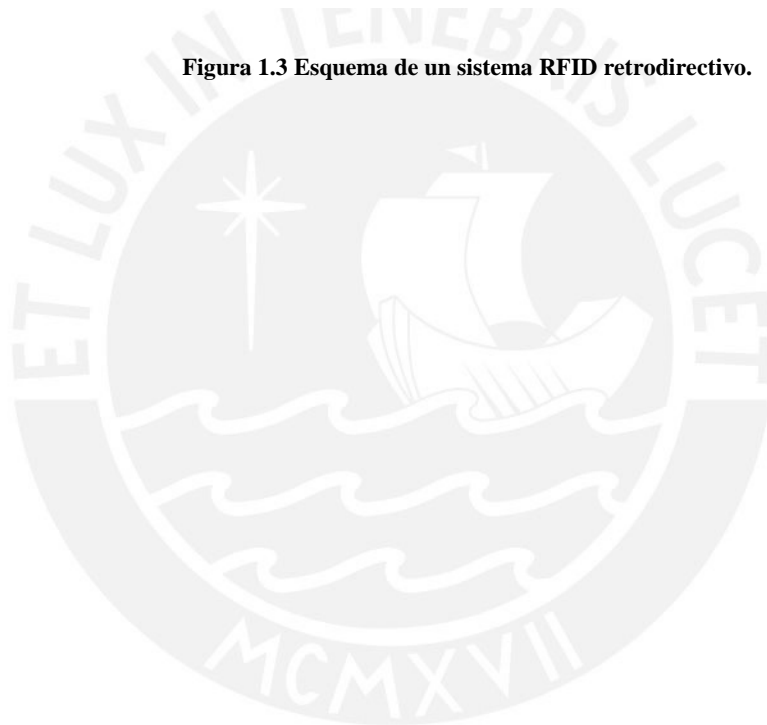 Figura 1.3 Esquema de un sistema RFID retrodirectivo.
ET LUX IN TENEBRIS LUCET
MCMXVII